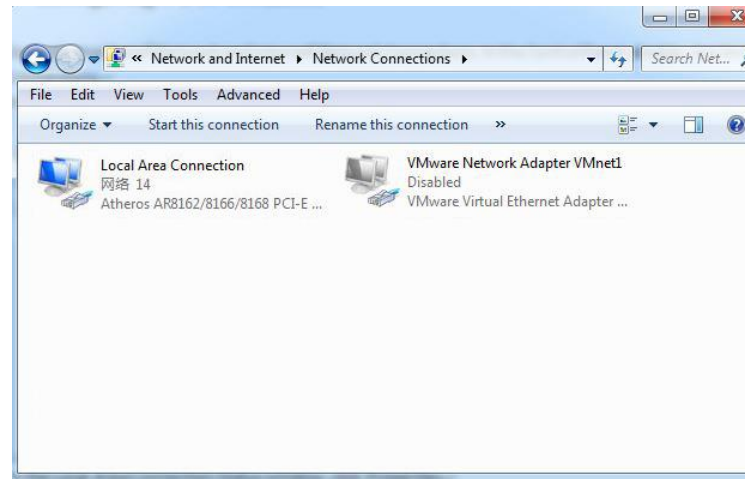 « Network and Internet ▸ Network Connections ▸
Search Net...
File Edit View Tools Advanced Help
Organize Start this connection Rename this connection »
Local Area Connection
网络 14
Atheros AR8162/8166/8168 PCI-E ...
VMware Network Adapter VMnet1
Disabled
VMware Virtual Ethernet Adapter ...